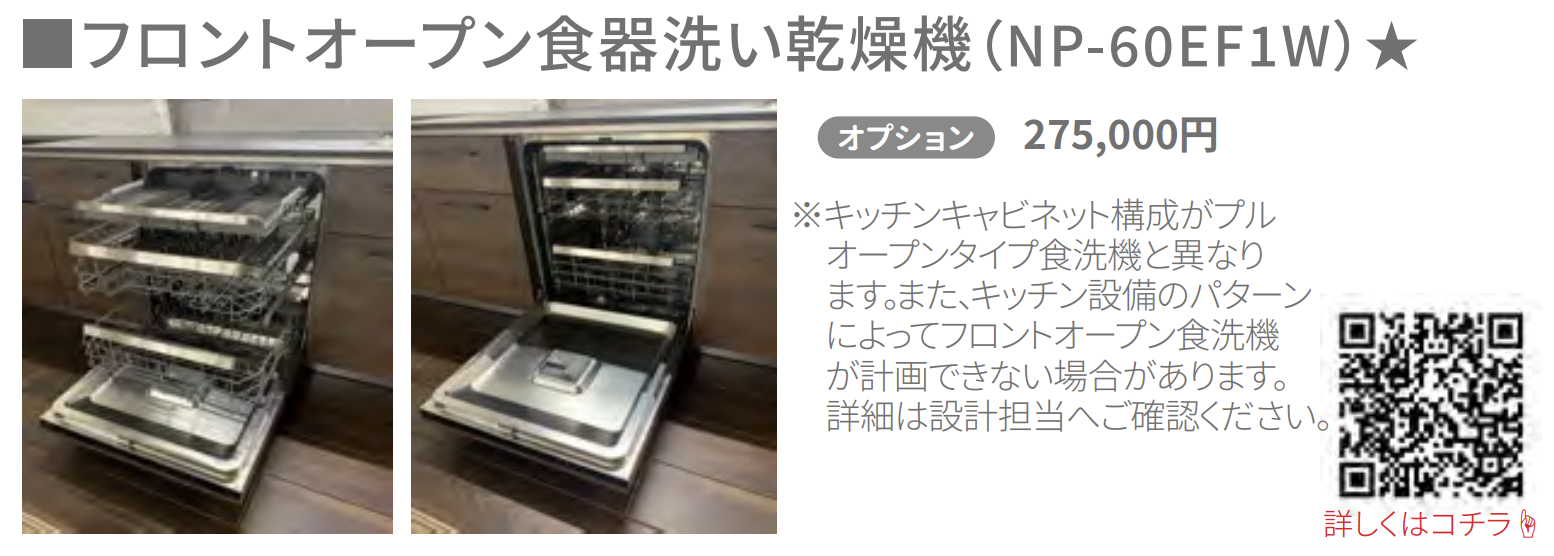 ■フロントオープン食器洗い乾燥機（NP-60EF1W）★
オプション 275,000円
※キッチンキャビネット構成がプル
オープンタイプ食洗機と異なり
ます。また、キッチン設備のパターン
によってフロントオープン食洗機
が計画できない場合があります。
詳細は設計担当へご確認ください。
詳しくはコチラ☝